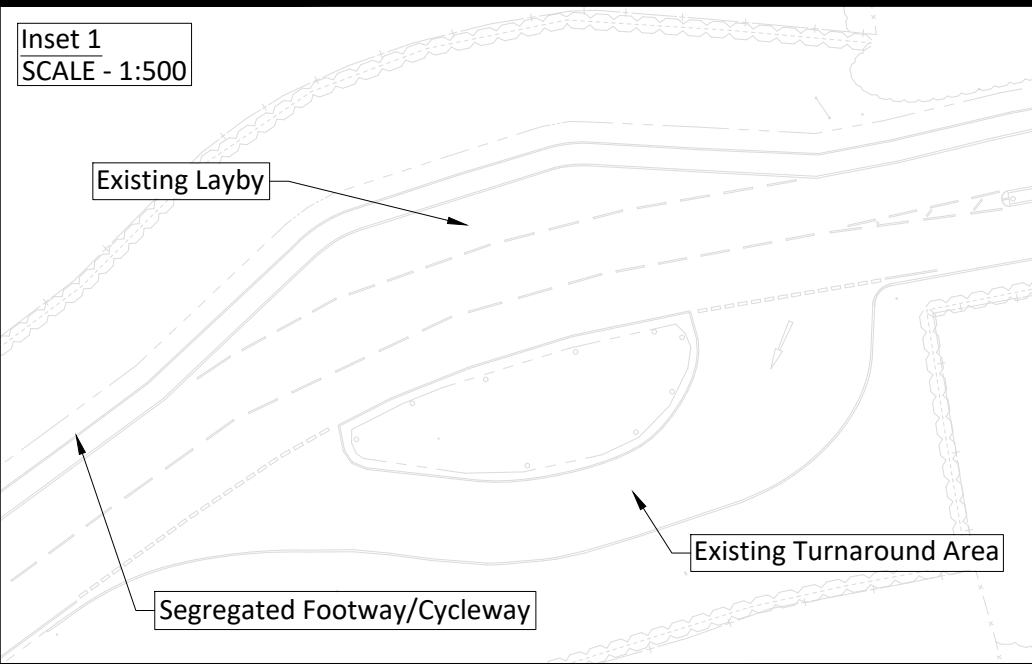 Inset 1
SCALE - 1:500
Existing Layby
Existing Turnaround Area
Segregated Footway/Cycleway